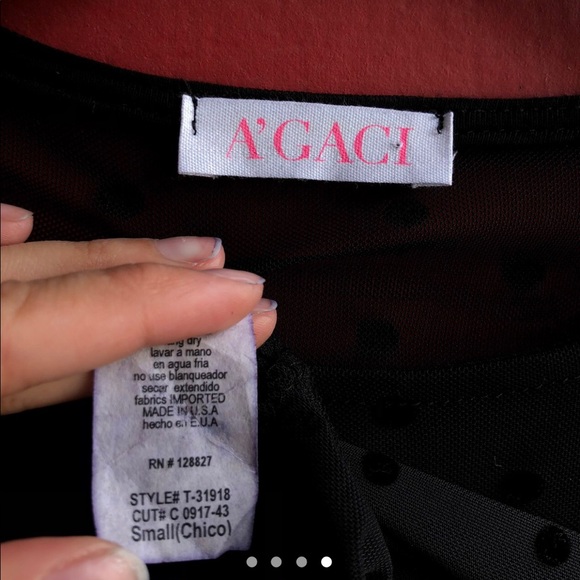 A'GACI
dry
lavar a mano
en agua fria
no use blanqueador
secar extendido
fabrics IMPORTED
MADE IN U.S.A
hecho en E.U.A
RN # 128827
STYLE# T-31918
CUT# C 0917-43
Small(Chico)